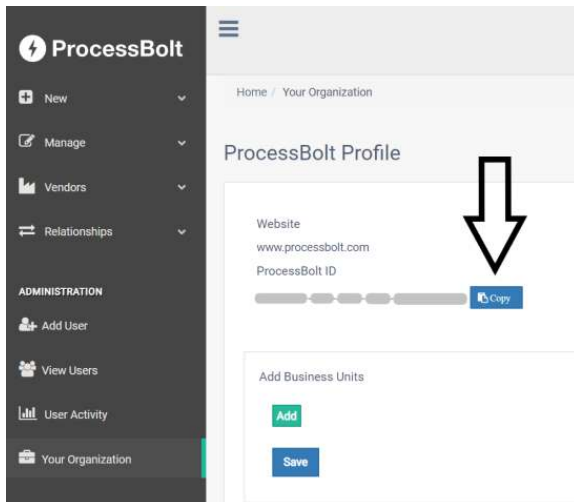 ProcessBolt
New
Manage
Vendors
Relationships
ADMINISTRATION
Add User
View Users
User Activity
Your Organization
Home / Your Organization
ProcessBolt Profile
Website
www.processbolt.com
ProcessBolt ID
Copy
Add Business Units
Add
Save